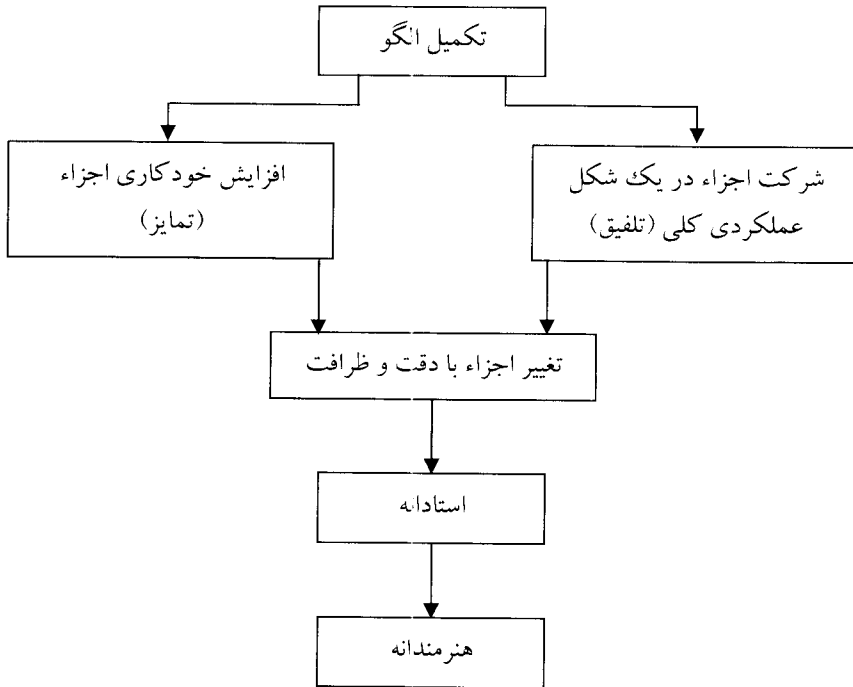 تکمیل الگو
شرکت اجزاء در یک شکل
عملکردی کلی (تلفیق)
افزایش خودکاری اجزاء
(تمایز)
تغییر اجزاء با دقت و ظرافت
استادانه
هنرمندانه